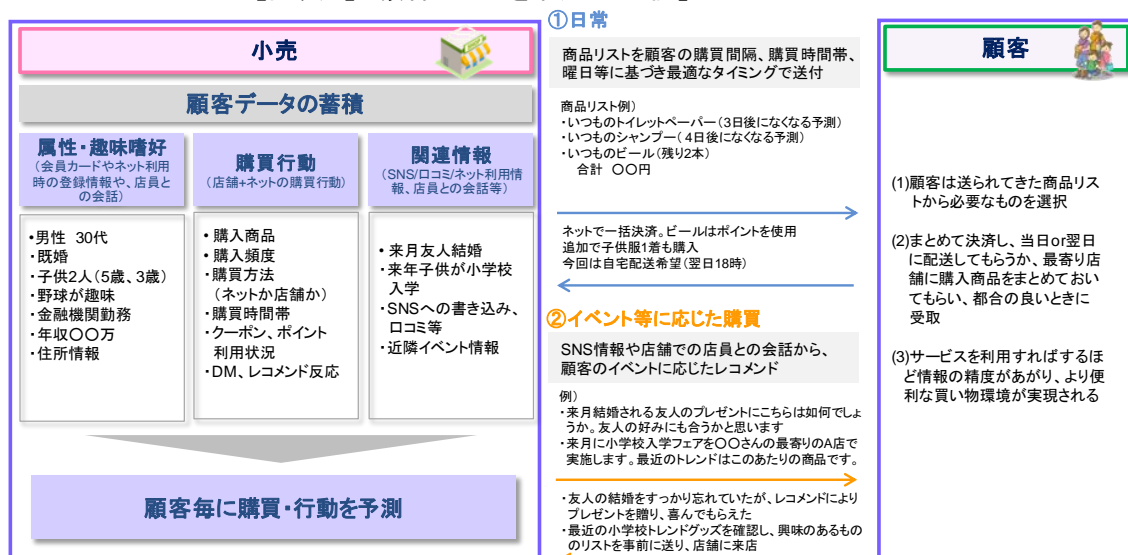 小売
顧客データの蓄積
属性・趣味嗜好
(会員カードやネット利用
時の登録情報や、店員と
の会話)
・男性 30代
・既婚
・子供2人(5歳、3歳)
・野球が趣味
・金融機関勤務
・年収〇〇万
・住所情報
購買行動
(店舗+ネットの購買行動)
・購入商品
・購入頻度
・購買方法
(ネットか店舗か)
・購買時間帯
・クーポン、ポイント
利用状況
・DM、レコメンド反応
関連情報
(SNS/口コミ/ネット利用情
報、店員との会話等)
・来月友人結婚
・来年子供が小学校
入学
・SNSへの書き込み、
口コミ等
・近隣イベント情報
顧客毎に購買・行動を予測
①日常
商品リストを顧客の購買間隔、購買時間帯、
曜日等に基づき最適なタイミングで送付
商品リスト例)
・いつものトイレットペーパー(3日後になくなる予測)
・いつものシャンプー(4日後になくなる予測)
・いつものビール(残り2本)
合計 〇〇円
ネットで一括決済。ビールはポイントを使用
追加で子供服1着も購入
今回は自宅配送希望(翌日18時)
②イベント等に応じた購買
SNS情報や店舗での店員との会話から、
顧客のイベントに応じたレコメンド
例)
・来月結婚される友人のプレゼントにこちらは如何でしょ
うか。友人の好みにも合うかと思います
・来月に小学校入学フェアを〇〇さんの最寄りのA店で
実施します。最近のトレンドはこのあたりの商品です。
・友人の結婚をすっかり忘れていたが、レコメンドにより
プレゼントを贈り、喜んでもらえた
・最近の小学校トレンドグッズを確認し、興味のあるもの
のリストを事前に送り、店舗に来店
顧客
(1)顧客は送られてきた商品リス
トから必要なものを選択
(2)まとめて決済し、当日or翌日
に配送してもらうか、最寄り店
舗に購入商品をまとめておい
てもらい、都合の良いときに
受取
(3)サービスを利用すればするほ
ど情報の精度があがり、より便
利な買い物環境が実現される